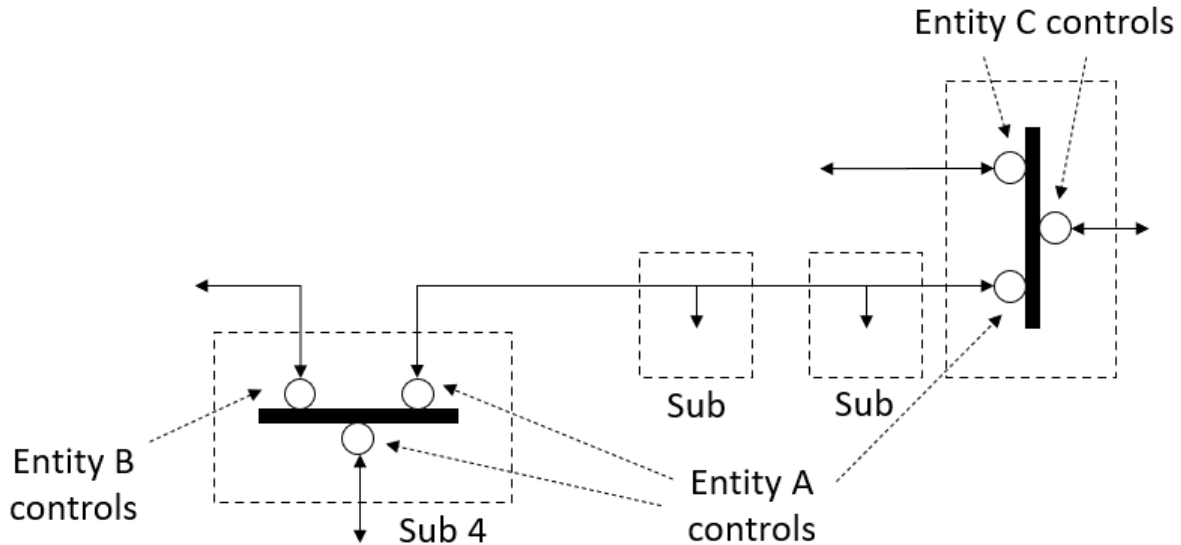 Entity C controls
Sub
Sub
Entity B
controls
Entity A
controls
Sub 4